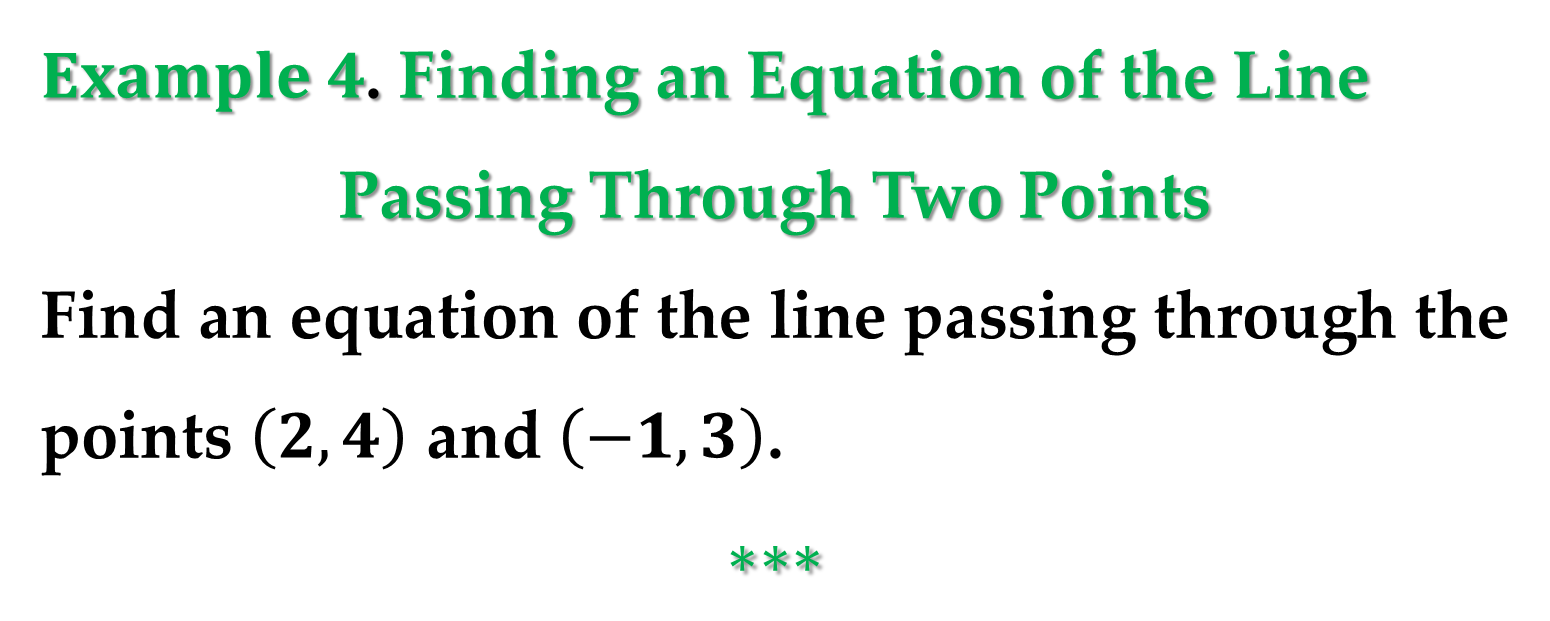 Example 4. Finding an Equation of the Line
Passing Through Two Points
Find an equation of the line passing through the
points (2, 4) and (−1, 3).
***